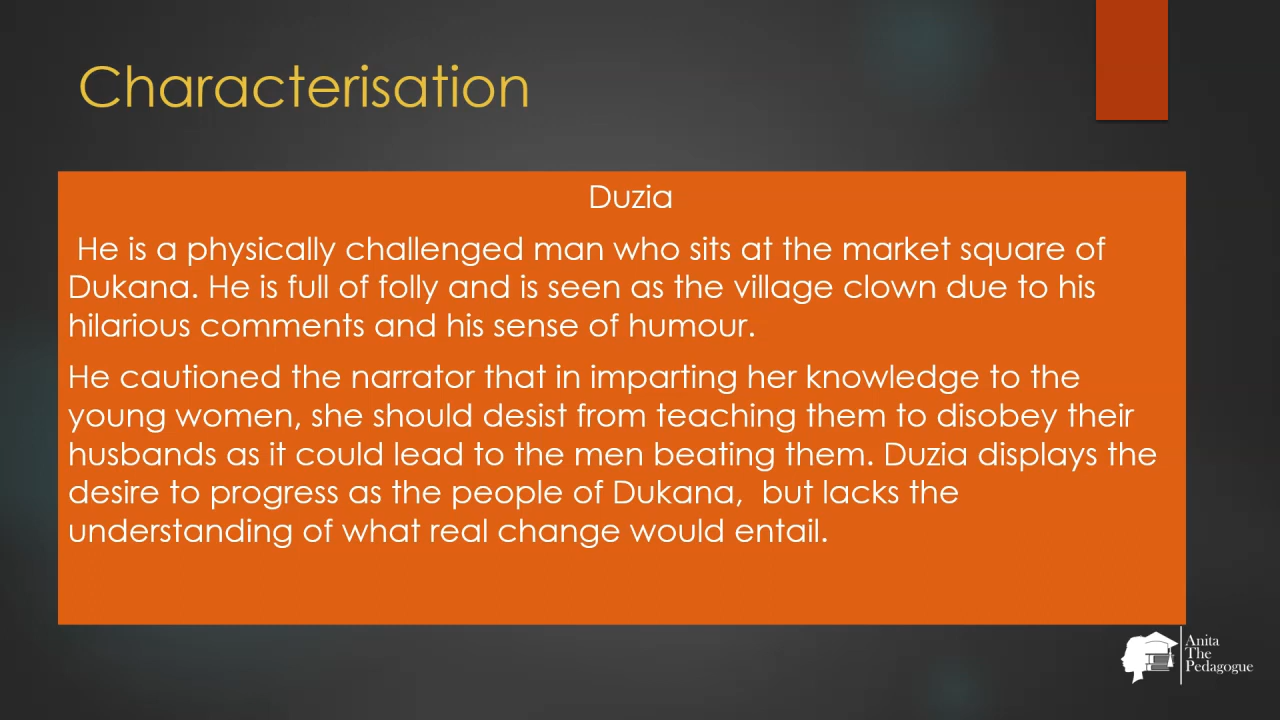 Characterisation
Duzia
He is a physically challenged man who sits at the market square of
Dukana. He is full of folly and is seen as the village clown due to his
hilarious comments and his sense of humour.
He cautioned the narrator that in imparting her knowledge to the
young women, she should desist from teaching them to disobey their
husbands as it could lead to the men beating them. Duzia displays the
desire to progress as the people of Dukana,  but lacks the
understanding of what real change would entail.
Anita
The
Pedagogue